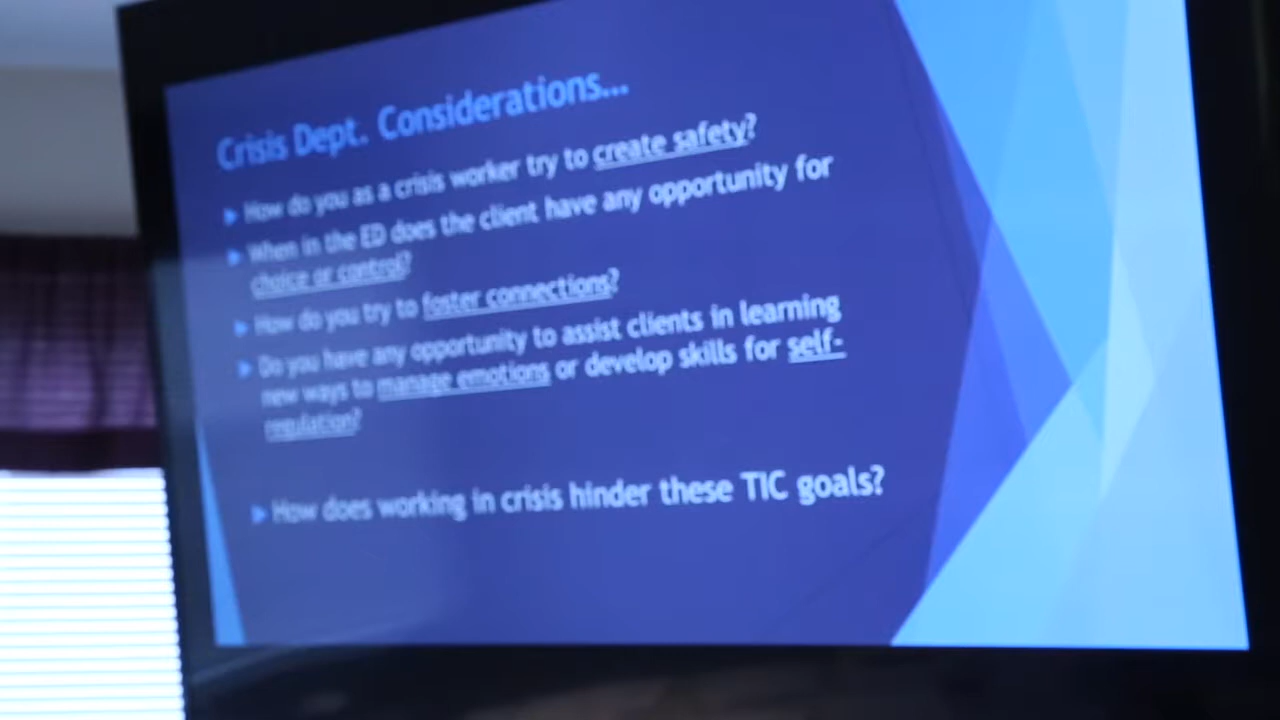 Crisis Dept. Considerations...
How do you as a crisis worker try to create safety?
When in the ED does the client have any opportunity for
choice or control?
How do you try to foster connections?
Do you have any opportunity to assist clients in learning
new ways to manage emotions or develop skills for self-
regulation?
How does working in crisis hinder these TIC goals?